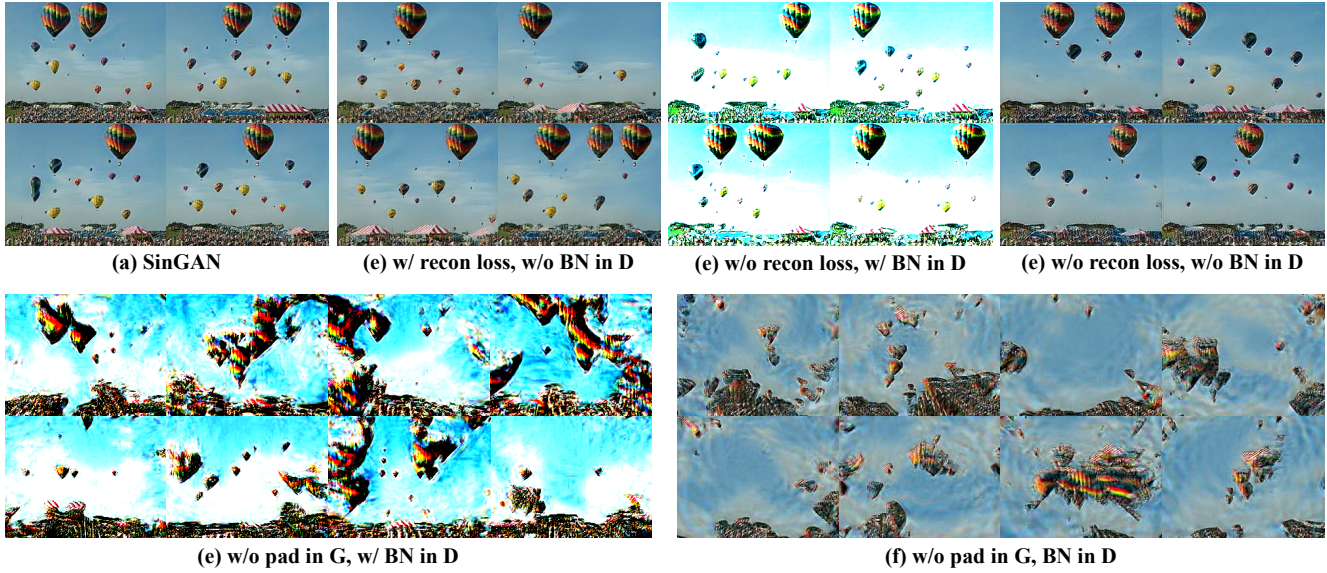 (a) SinGAN
(e) w/ recon loss, w/o BN in D
(e) w/o recon loss, w/ BN in D
(e) w/o recon loss, w/o BN in D
(e) w/o pad in G, w/ BN in D
(f) w/o pad in G, BN in D